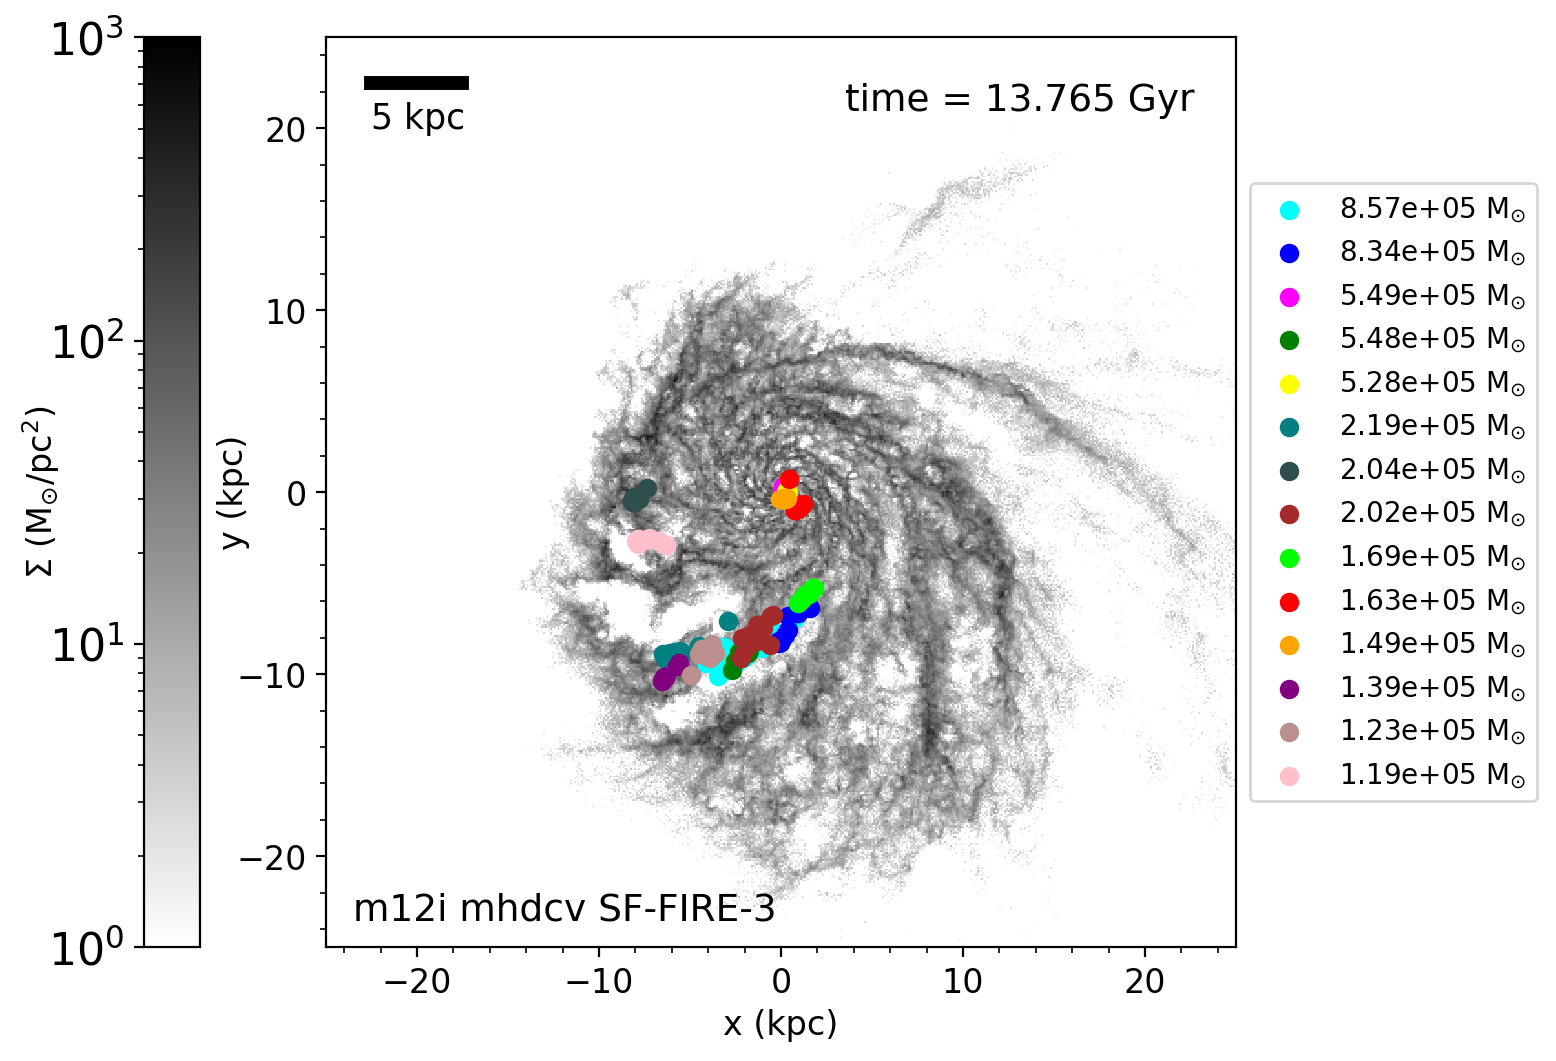 10³
10²
10¹
10⁰
Σ (M⊙/pc²)
5 kpc
time = 13.765 Gyr
m12i mhdcv SF-FIRE-3
20
10
0
−10
−20
y (kpc)
−20
−10
0
10
20
x (kpc)
8.57e+05 M⊙
8.34e+05 M⊙
5.49e+05 M⊙
5.48e+05 M⊙
5.28e+05 M⊙
2.19e+05 M⊙
2.04e+05 M⊙
2.02e+05 M⊙
1.69e+05 M⊙
1.63e+05 M⊙
1.49e+05 M⊙
1.39e+05 M⊙
1.23e+05 M⊙
1.19e+05 M⊙